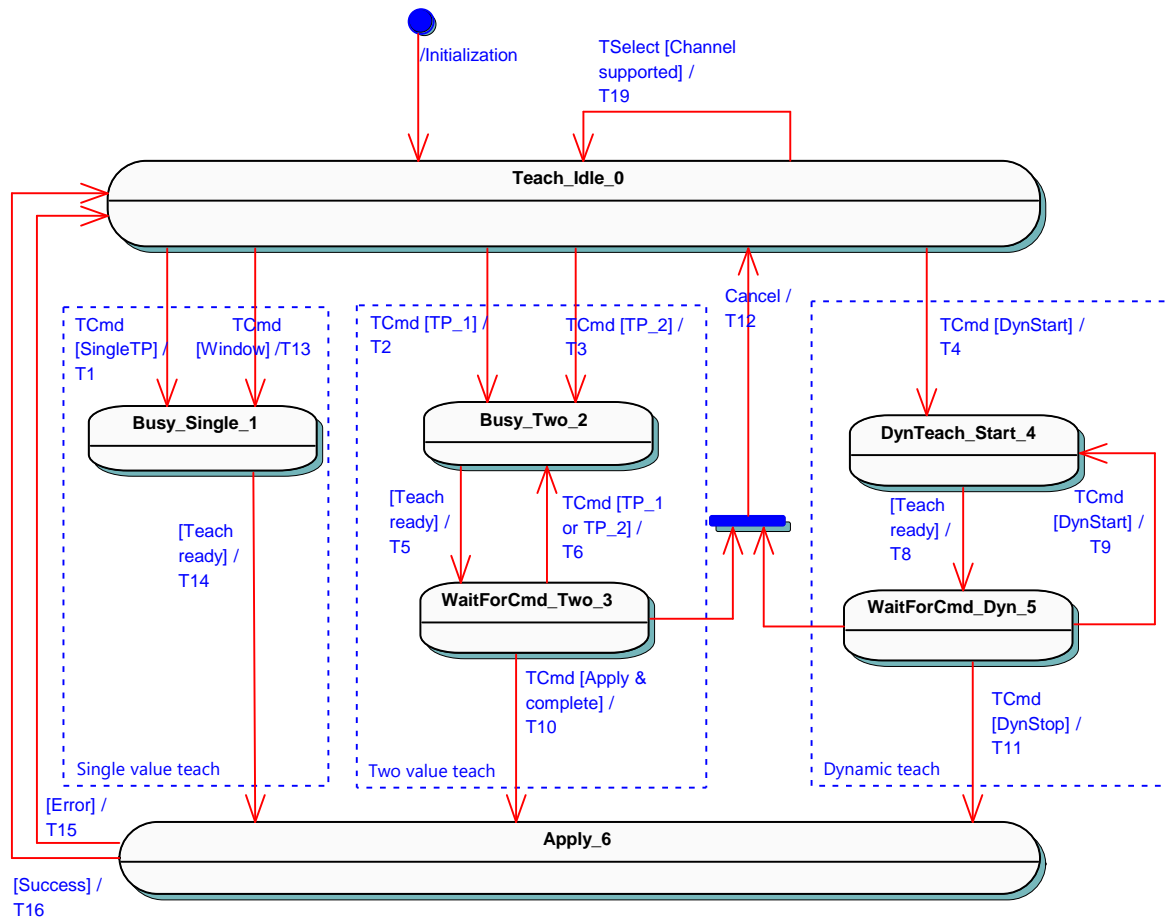 /Initialization
TSelect [Channel
supported] /
T19
Teach_Idle_0
TCmd
[SingleTP] /
T1
TCmd
[Window] /T13
TCmd [TP_1] /
T2
TCmd [TP_2] /
T3
Cancel /
T12
TCmd [DynStart] /
T4
Busy_Single_1
Busy_Two_2
DynTeach_Start_4
[Teach
ready] /
T14
[Teach
ready] /
T5
TCmd [TP_1
or TP_2] /
T6
[Teach
ready] /
T8
TCmd
[DynStart] /
T9
WaitForCmd_Two_3
WaitForCmd_Dyn_5
TCmd [Apply &
complete] /
T10
TCmd
[DynStop] /
T11
Single value teach
Two value teach
Dynamic teach
[Error] /
T15
Apply_6
[Success] /
T16